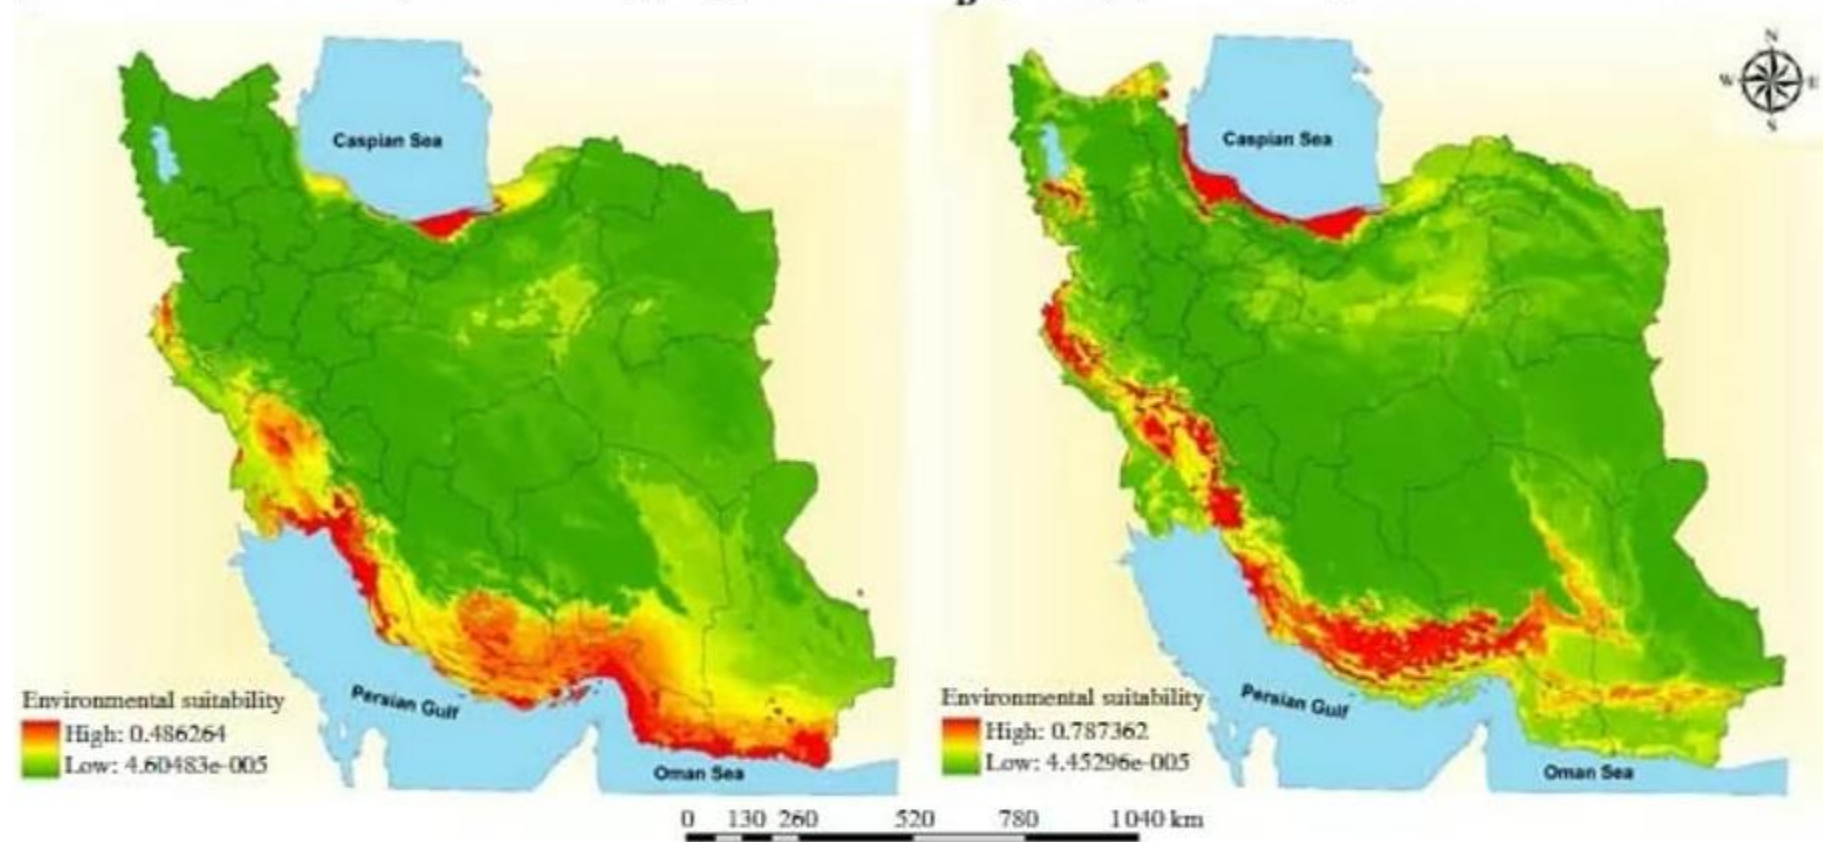 N
W
E
S
Caspian Sea
Caspian Sea
Environmental suitability
High: 0.486264
Low: 4.60483e-005
Persian Gulf
Oman Sea
Environmental suitability
High: 0.787362
Low: 4.45296e-005
Persian Gulf
Oman Sea
0 130 260 520 780 1040 km